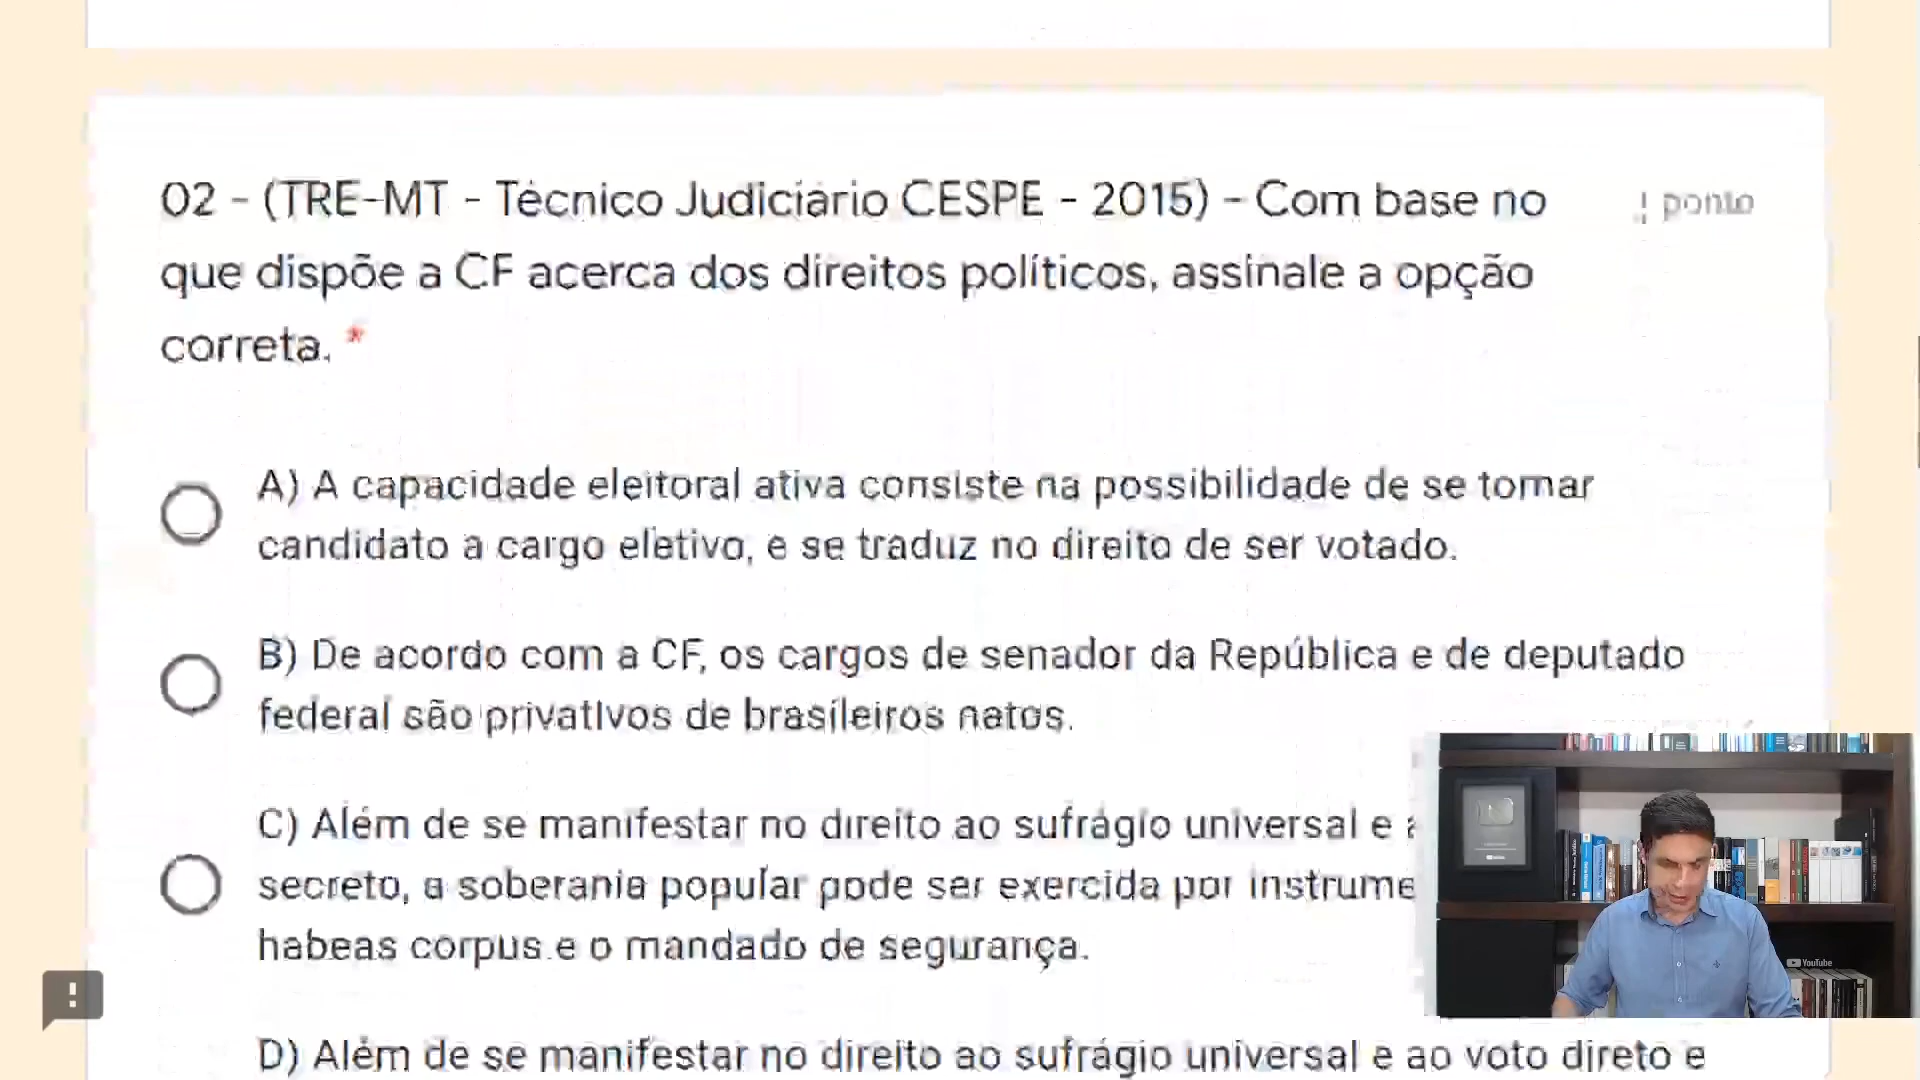 02 - (TRE-MT - Técnico Judiciário CESPE - 2015) - Com base no
1 ponto
que dispõe a CF acerca dos direitos políticos, assinale a opção
correta. *
A) A capacidade eleitoral ativa consiste na possibilidade de se tornar
candidato a cargo eletivo, e se traduz no direito de ser votado.
B) De acordo com a CF, os cargos de senador da República e de deputado
federal são privativos de brasileiros natos.
C) Além de se manifestar no direito ao sufrágio universal e a
secreto, a soberania popular pode ser exercida por instrume
habeas corpus e o mandado de segurança.
YouTube
D) Além de se manifestar no direito ao sufrágio universal e ao voto direto e